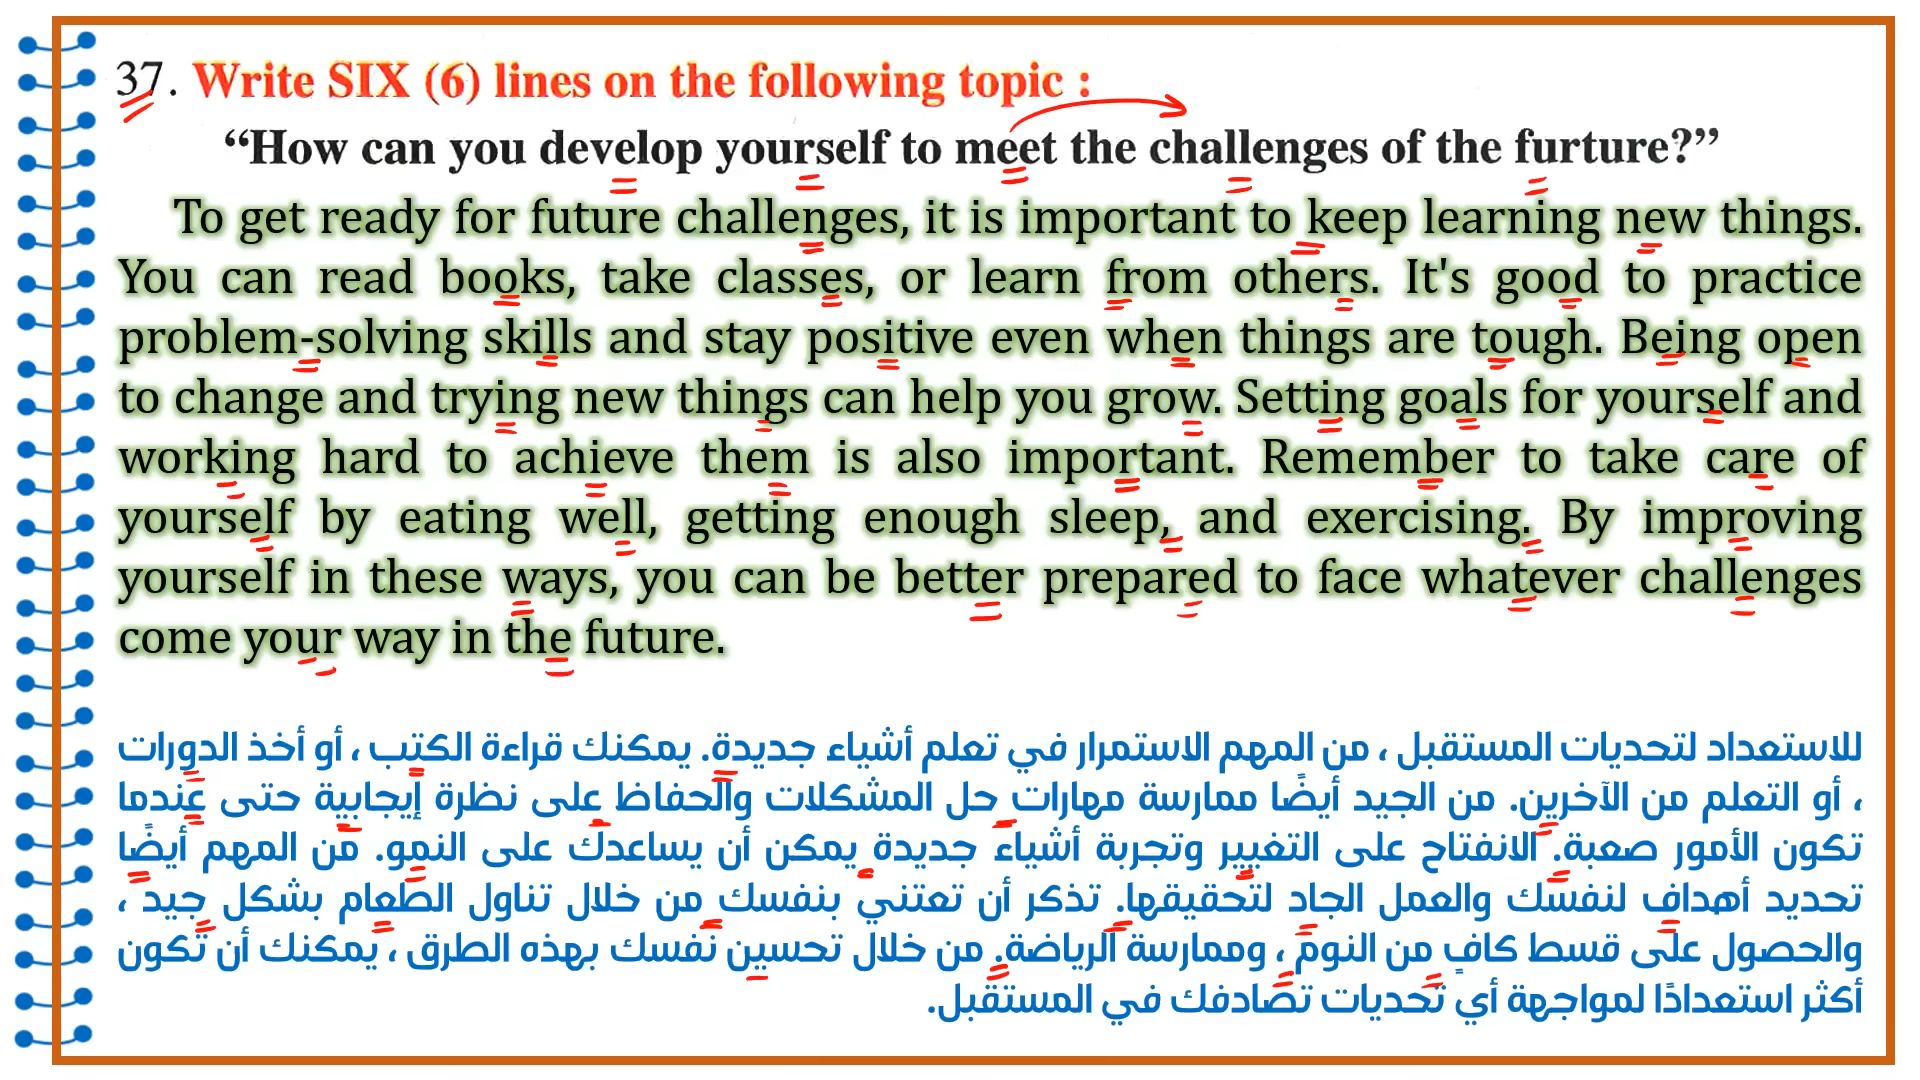 37. Write SIX (6) lines on the following topic :
“How can you develop yourself to meet the challenges of the furture?”
To get ready for future challenges, it is important to keep learning new things.
You can read books, take classes, or learn from others. It's good to practice
problem-solving skills and stay positive even when things are tough. Being open
to change and trying new things can help you grow. Setting goals for yourself and
working hard to achieve them is also important. Remember to take care of
yourself by eating well, getting enough sleep, and exercising. By improving
yourself in these ways, you can be better prepared to face whatever challenges
come your way in the future.
للاستعداد لتحديات المستقبل ، من المهم الاستمرار في تعلم أشياء جديدة. يمكنك قراءة الكتب ، أو أخذ الدورات
، أو التعلم من الآخرين. من الجيد أيضًا ممارسة مهارات حل المشكلات والحفاظ على نظرة إيجابية حتى عندما
تكون الأمور صعبة. الانفتاح على التغيير وتجربة أشياء جديدة يمكن أن يساعدك على النمو. من المهم أيضًا
تحديد أهداف لنفسك والعمل الجاد لتحقيقها. تذكر أن تعتني بنفسك من خلال تناول الطعام بشكل جيد ،
والحصول على قسط كافٍ من النوم ، وممارسة الرياضة. من خلال تحسين نفسك بهذه الطرق ، يمكنك أن تكون
أكثر استعدادًا لمواجهة أي تحديات تصادفك في المستقبل.